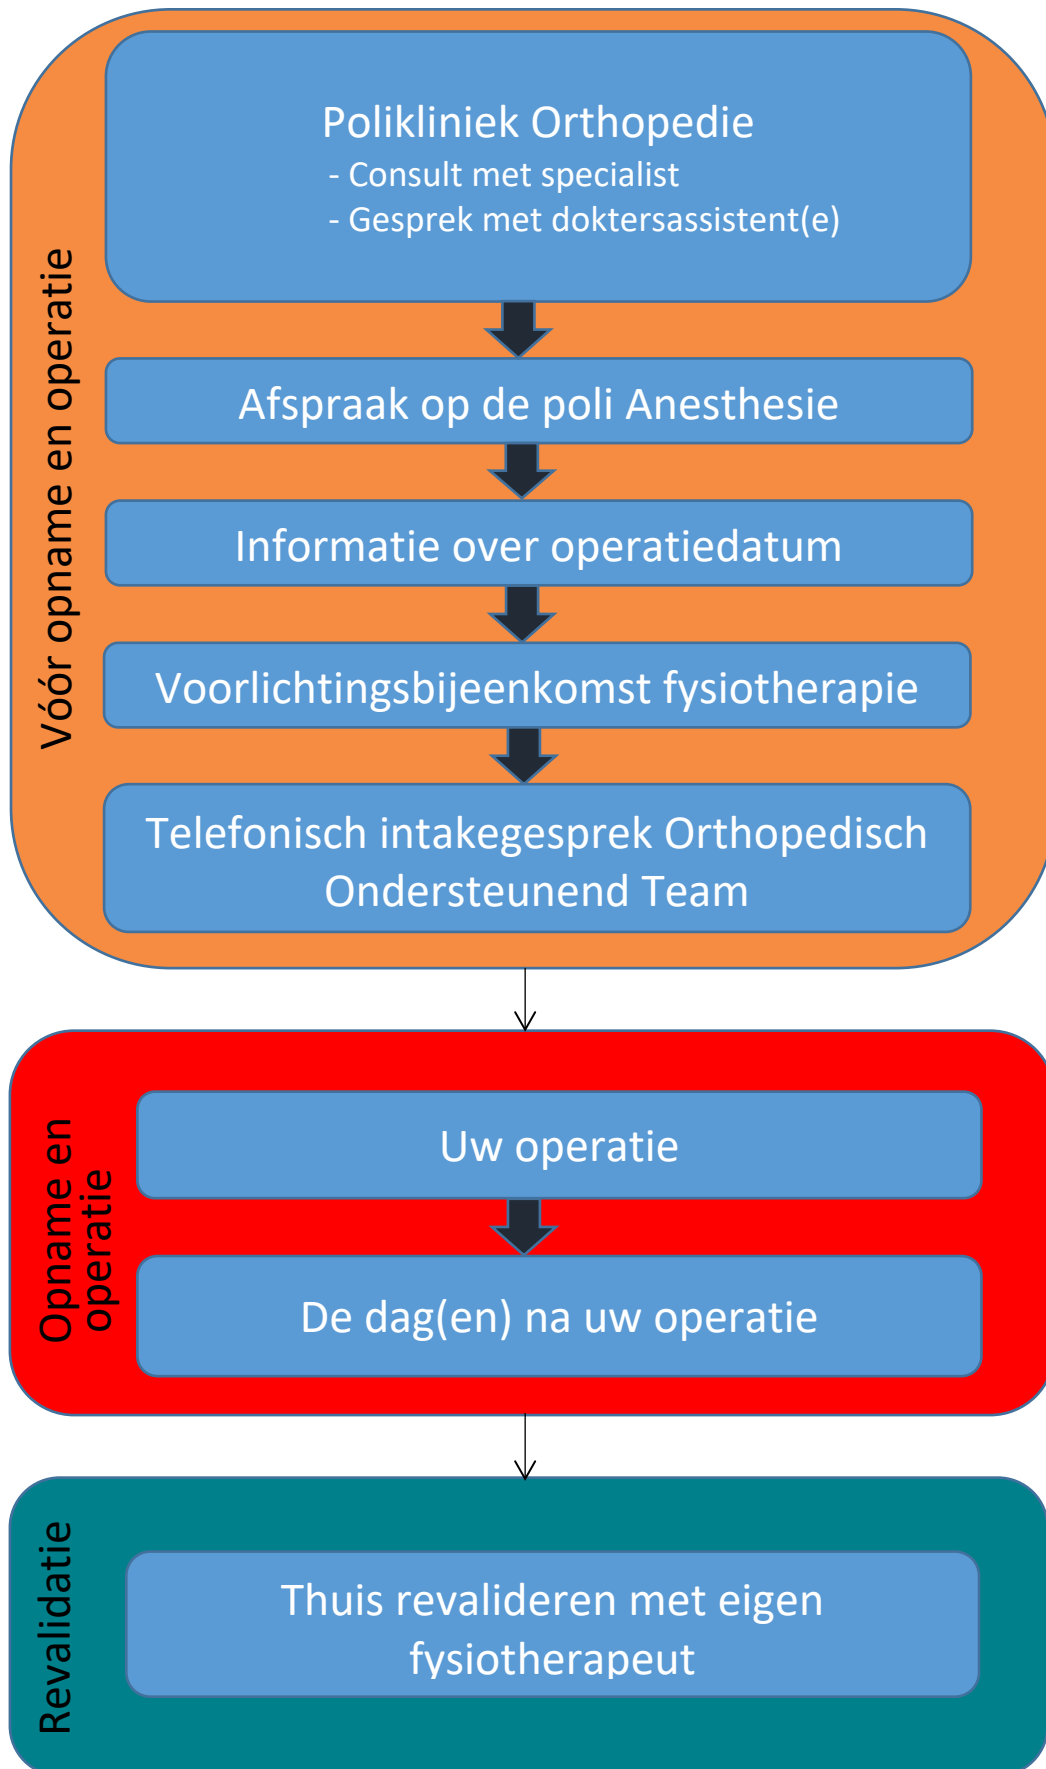 Vóór opname en operatie
Polikliniek Orthopedie
- Consult met specialist
- Gesprek met doktersassistent(e)
Afspraak op de poli Anesthesie
Informatie over operatiedatum
Voorlichtingsbijeenkomst fysiotherapie
Telefonisch intakegesprek Orthopedisch
Ondersteunend Team
Opname en
operatie
Uw operatie
De dag(en) na uw operatie
Revalidatie
Thuis revalideren met eigen
fysiotherapeut